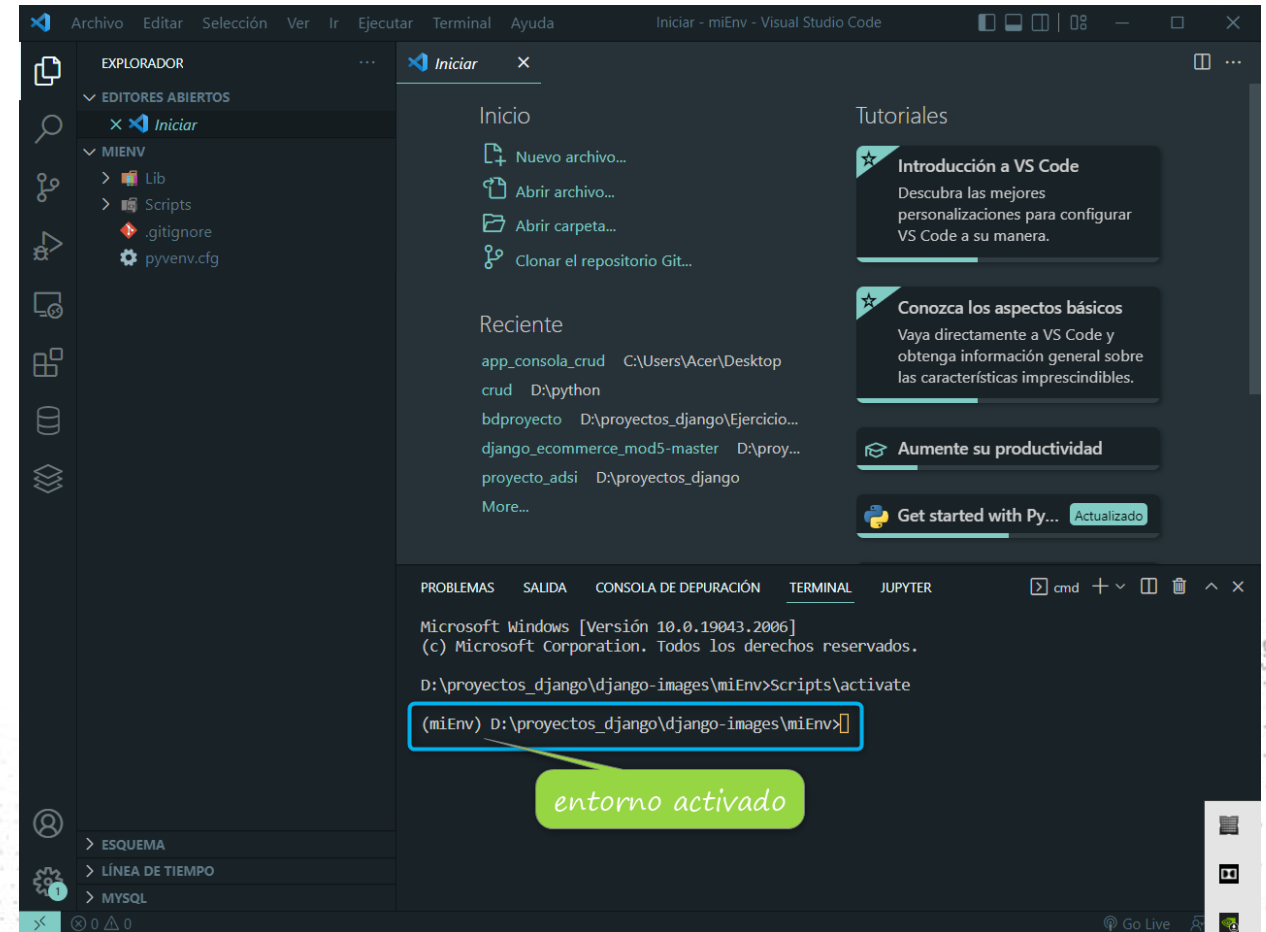 Archivo Editar Selección Ver Ir Ejecutar Terminal Ayuda Iniciar - miEnv - Visual Studio Code
EXPLORADOR
EDITORES ABIERTOS
Iniciar
MIENV
Lib
Scripts
.gitignore
pyvenv.cfg
ESQUEMA
LÍNEA DE TIEMPO
MYSQL
1
Iniciar
Inicio
Nuevo archivo...
Abrir archivo...
Abrir carpeta...
Clonar el repositorio Git...
Reciente
app_consola_crud C:\Users\Acer\Desktop
crud D:\python
bdproyecto D:\proyectos_django\Ejercicio...
django_ecommerce_mod5-master D:\proy...
proyecto_adsi D:\proyectos_django
More...
Tutoriales
Introducción a VS Code
Descubra las mejores
personalizaciones para configurar
VS Code a su manera.
Conozca los aspectos básicos
Vaya directamente a VS Code y
obtenga información general sobre
las características imprescindibles.
Aumente su productividad
Get started with Py... Actualizado
PROBLEMAS SALIDA CONSOLA DE DEPURACIÓN TERMINAL JUPYTER cmd
Microsoft Windows [Versión 10.0.19043.2006]
(c) Microsoft Corporation. Todos los derechos reservados.
D:\proyectos_django\django-images\miEnv>Scripts\activate
(miEnv) D:\proyectos_django\django-images\miEnv>
entorno activado
0 0 Go Live